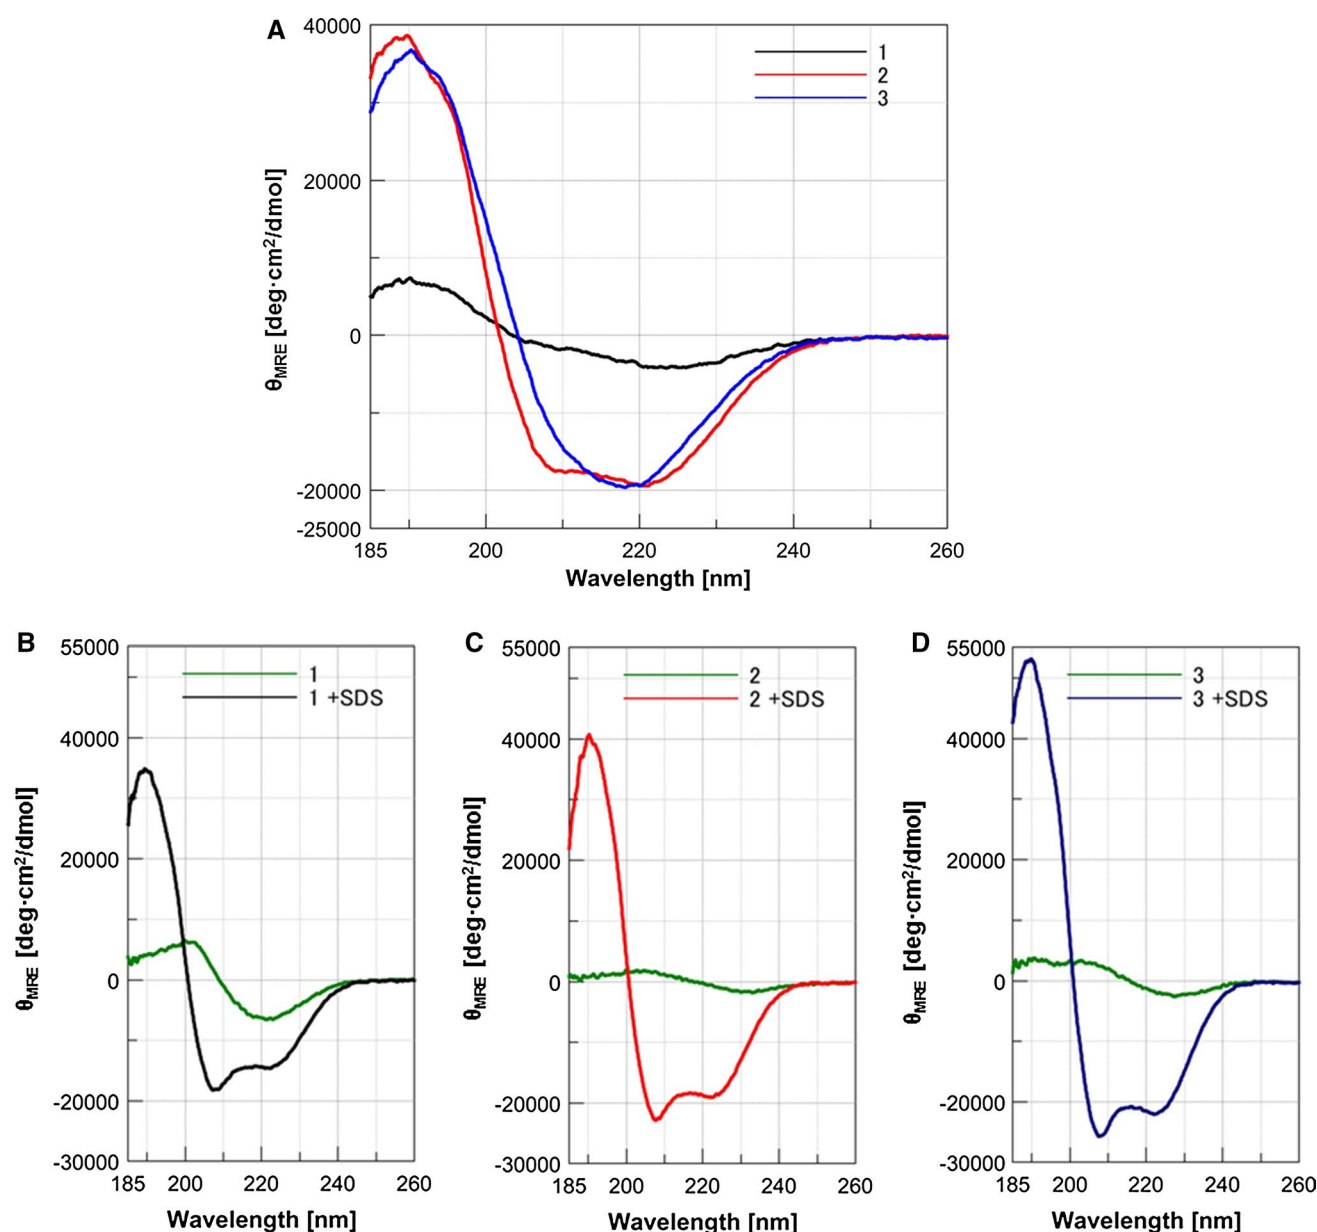 A
40000
20000
0
-20000
-25000
θMRE [deg·cm²/dmol]
1
2
3
185 200 220 240 260
Wavelength [nm]
B
55000
40000
20000
0
-20000
-30000
θMRE [deg·cm²/dmol]
1
1 +SDS
185 200 220 240 260
Wavelength [nm]
C
55000
40000
20000
0
-20000
-30000
θMRE [deg·cm²/dmol]
2
2 +SDS
185 200 220 240 260
Wavelength [nm]
D
55000
40000
20000
0
-20000
-30000
θMRE [deg·cm²/dmol]
3
3 +SDS
185 200 220 240 260
Wavelength [nm]